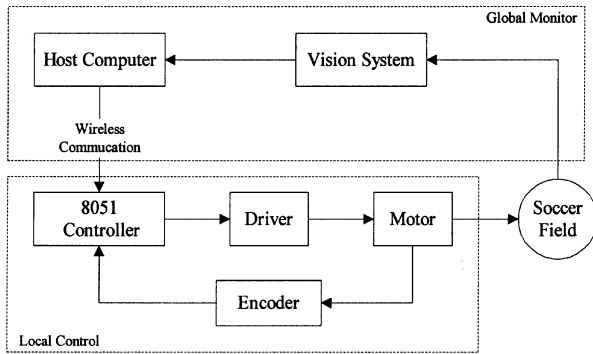 Global Monitor
Host Computer
Vision System
Wireless
Commucation
8051
Controller
Driver
Motor
Soccer
Field
Encoder
Local Control